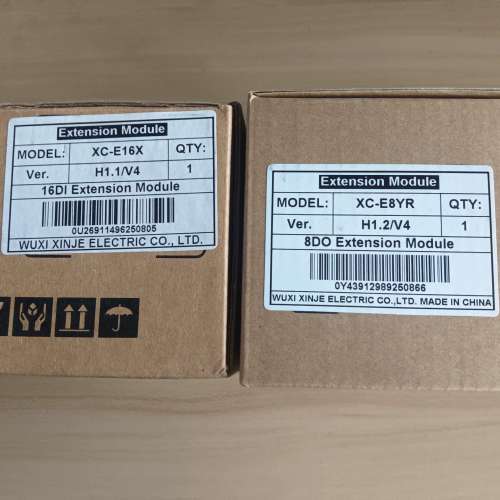 Extension Module
MODEL: XC-E16X QTY:
Ver. H1.1/V4 1
16DI Extension Module
0U26911496250805
WUXI XINJE ELECTRIC CO., LTD.
Extension Module
MODEL: XC-E8YR QTY:
Ver. H1.2/V4 1
8DO Extension Module
0Y43912989250866
WUXI XINJE ELECTRIC CO.,LTD. MADE IN CHINA